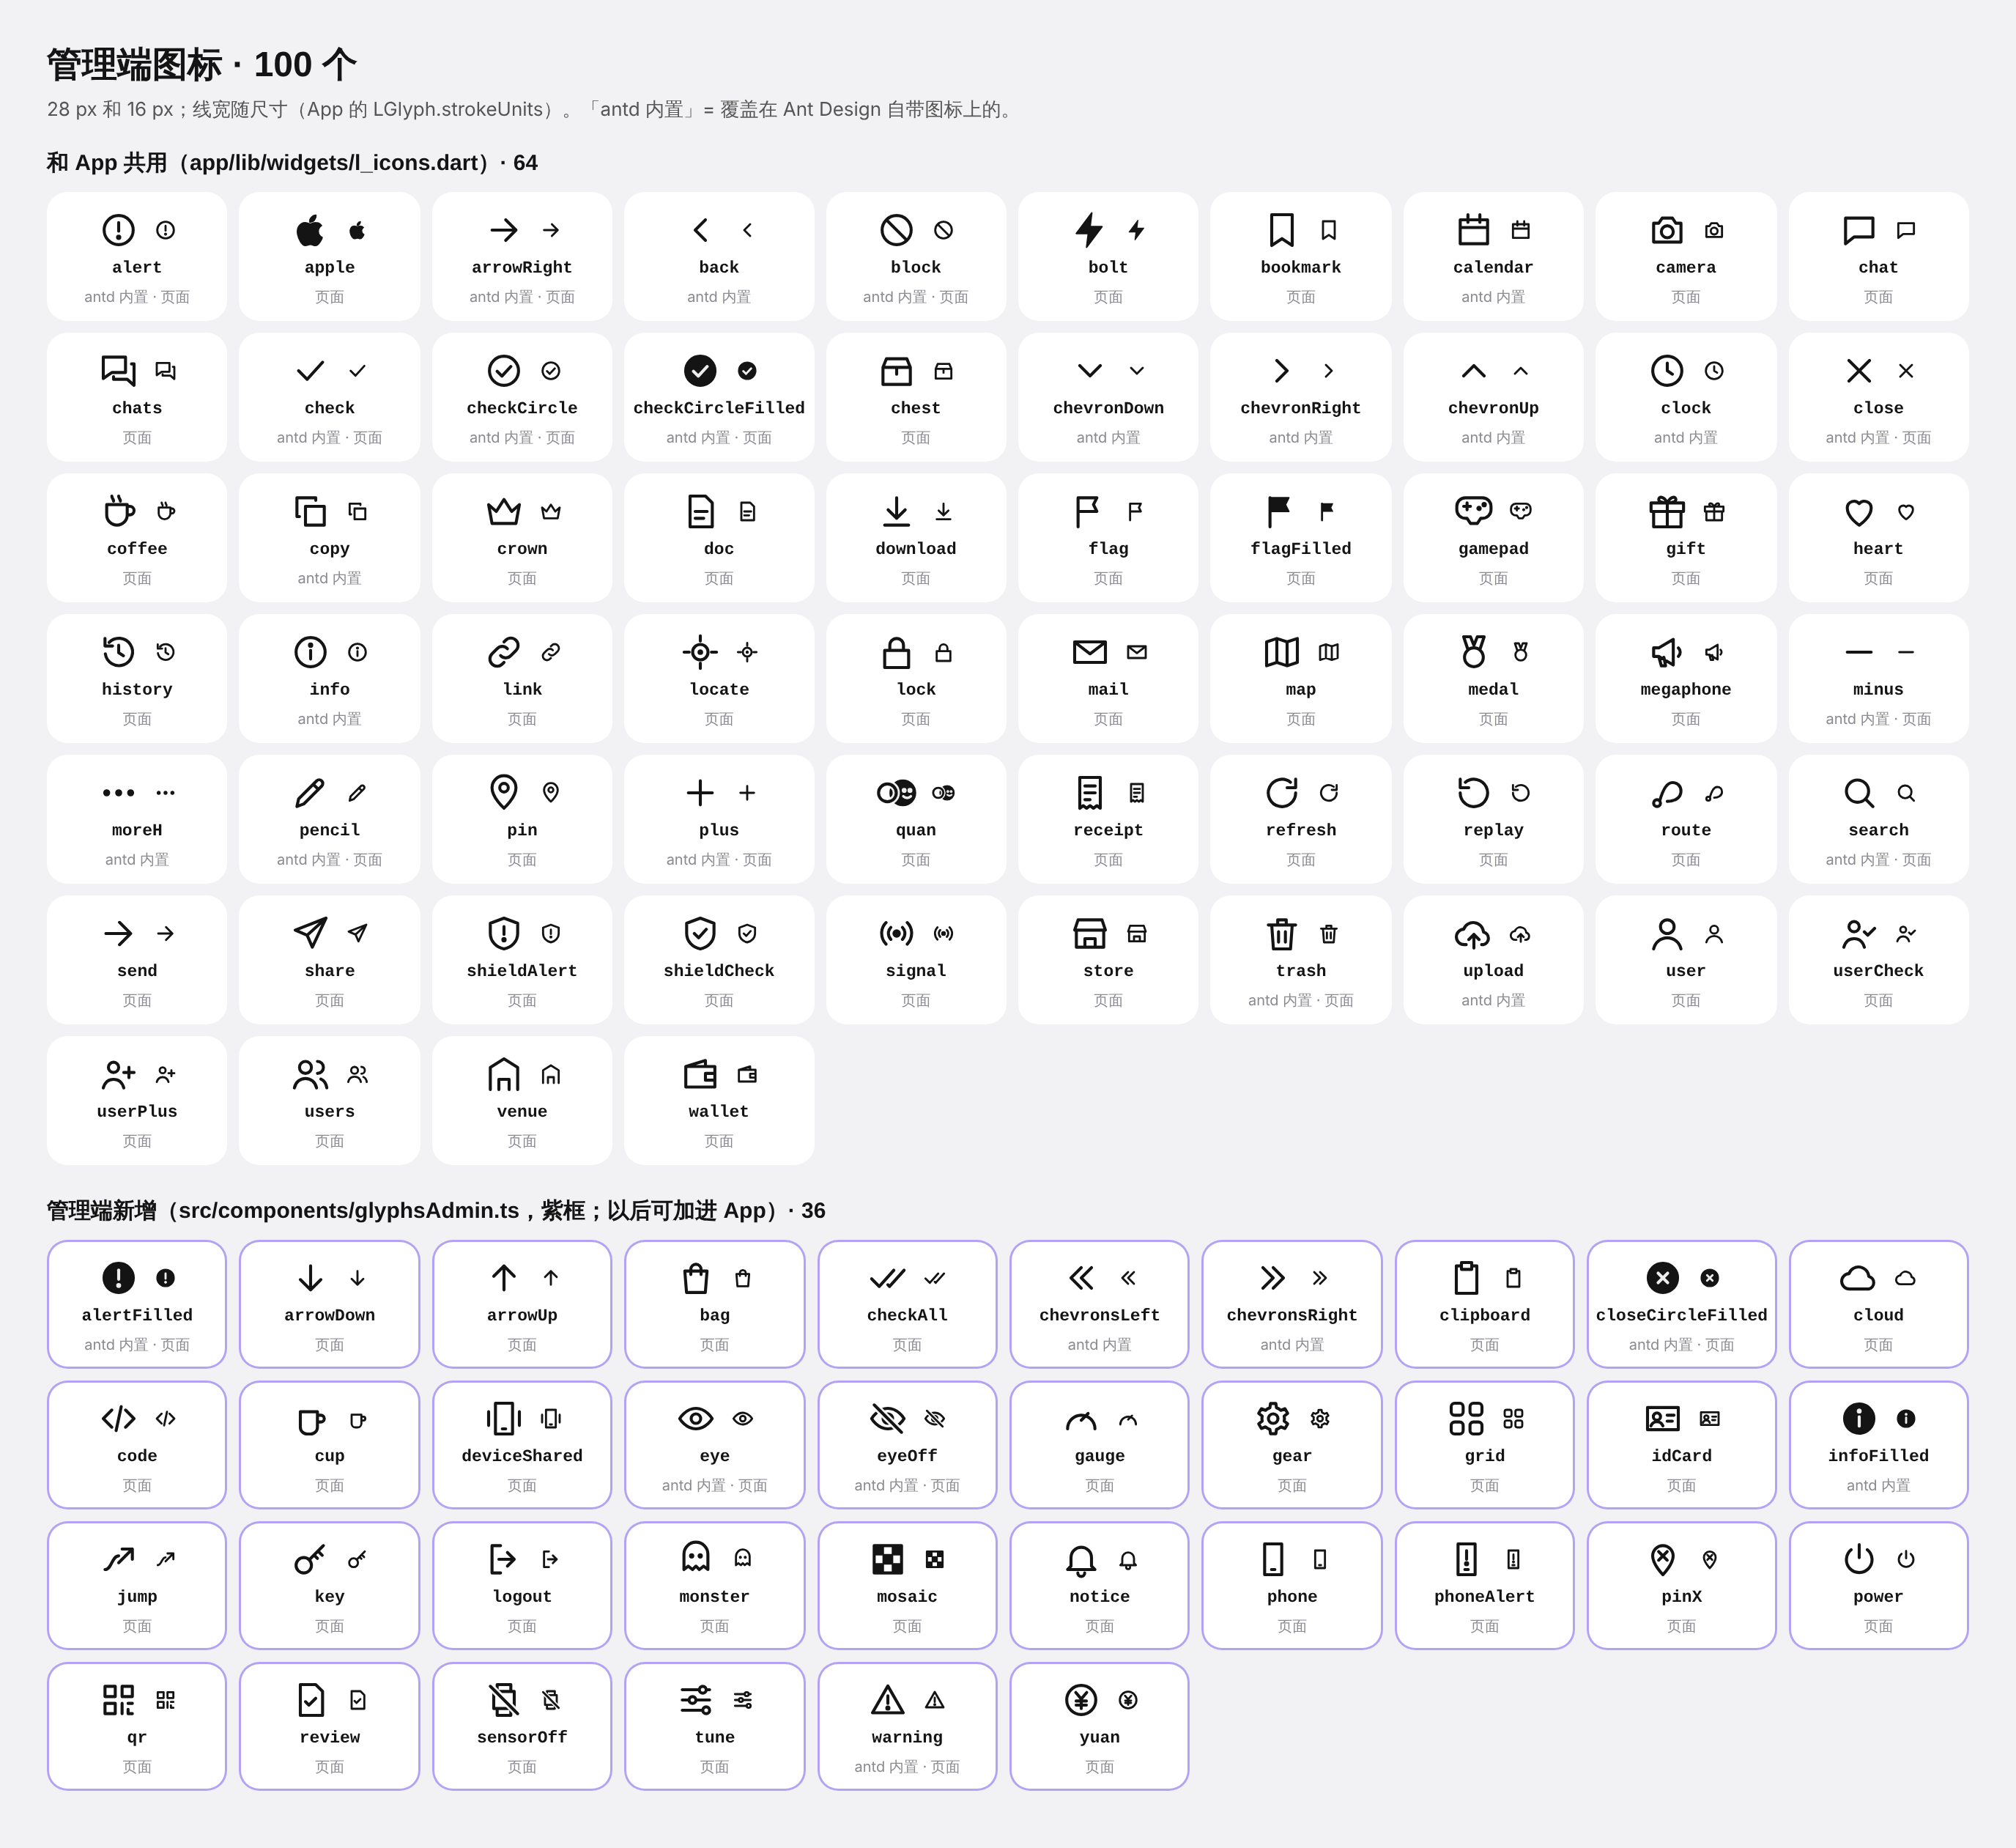 管理端图标 · 100 个
28 px 和 16 px；线宽随尺寸（App 的 LGlyph.strokeUnits）。「antd 内置」= 覆盖在 Ant Design 自带图标上的。
和 App 共用（app/lib/widgets/l_icons.dart）· 64
alert apple arrowRight back block bolt bookmark calendar camera chat
antd 内置 · 页面 页面 antd 内置 · 页面 antd 内置 antd 内置 · 页面 页面 页面 antd 内置 页面 页面
chats check checkCircle checkCircleFilled chest chevronDown chevronRight chevronUp clock close
页面 antd 内置 · 页面 antd 内置 · 页面 antd 内置 · 页面 页面 antd 内置 antd 内置 antd 内置 antd 内置 antd 内置 · 页面
coffee copy crown doc download flag flagFilled gamepad gift heart
页面 antd 内置 页面 页面 页面 页面 页面 页面 页面 页面
history info link locate lock mail map medal megaphone minus
页面 antd 内置 页面 页面 页面 页面 页面 页面 页面 antd 内置 · 页面
moreH pencil pin plus quan receipt refresh replay route search
antd 内置 antd 内置 · 页面 页面 antd 内置 · 页面 页面 页面 页面 页面 页面 antd 内置 · 页面
send share shieldAlert shieldCheck signal store trash upload user userCheck
页面 页面 页面 页面 页面 页面 antd 内置 · 页面 antd 内置 页面 页面
userPlus users venue wallet
页面 页面 页面 页面
管理端新增（src/components/glyphsAdmin.ts，紫框；以后可加进 App）· 36
alertFilled arrowDown arrowUp bag checkAll chevronsLeft chevronsRight clipboard closeCircleFilled cloud
antd 内置 · 页面 页面 页面 页面 页面 antd 内置 antd 内置 页面 antd 内置 · 页面 页面
code cup deviceShared eye eyeOff gauge gear grid idCard infoFilled
页面 页面 页面 antd 内置 · 页面 antd 内置 · 页面 页面 页面 页面 页面 antd 内置
jump key logout monster mosaic notice phone phoneAlert pinX power
页面 页面 页面 页面 页面 页面 页面 页面 页面 页面
qr review sensorOff tune warning yuan
页面 页面 页面 页面 antd 内置 · 页面 页面